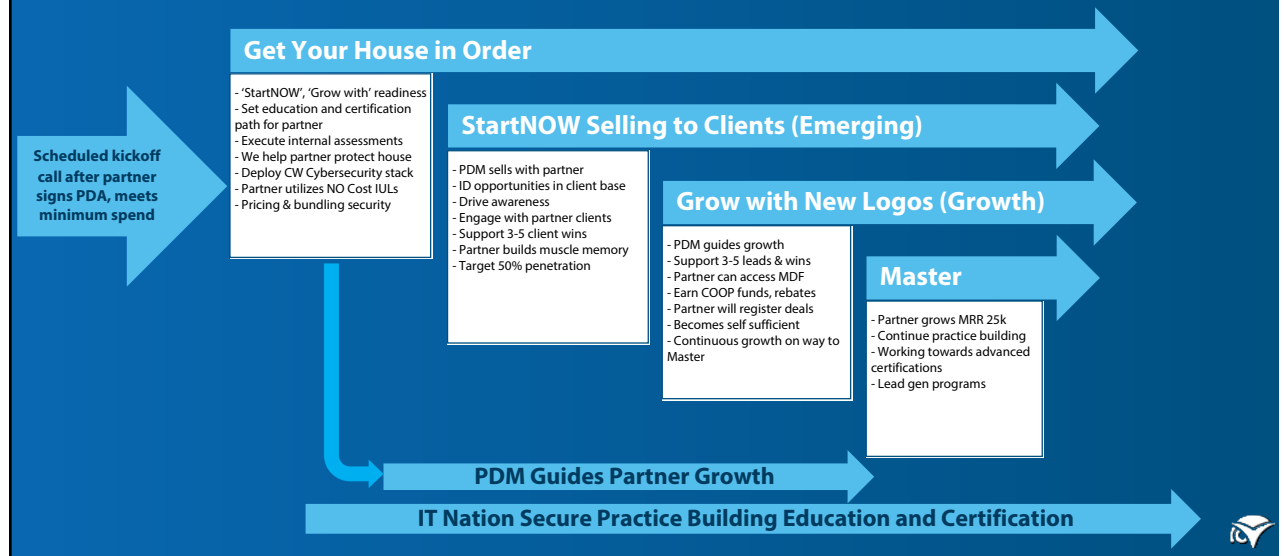 Get Your House in Order
Scheduled kickoff
call after partner
signs PDA, meets
minimum spend
- ‘StartNOW’, ‘Grow with’ readiness
- Set education and certification
path for partner
- Execute internal assessments
- We help partner protect house
- Deploy CW Cybersecurity stack
- Partner utilizes NO Cost IULs
- Pricing & bundling security
StartNOW Selling to Clients (Emerging)
- PDM sells with partner
- ID opportunities in client base
- Drive awareness
- Engage with partner clients
- Support 3-5 client wins
- Partner builds muscle memory
- Target 50% penetration
Grow with New Logos (Growth)
- PDM guides growth
- Support 3-5 leads & wins
- Partner can access MDF
- Earn COOP funds, rebates
- Partner will register deals
- Becomes self sufficient
- Continuous growth on way to
Master
Master
- Partner grows MRR 25k
- Continue practice building
- Working towards advanced
certifications
- Lead gen programs
PDM Guides Partner Growth
IT Nation Secure Practice Building Education and Certification